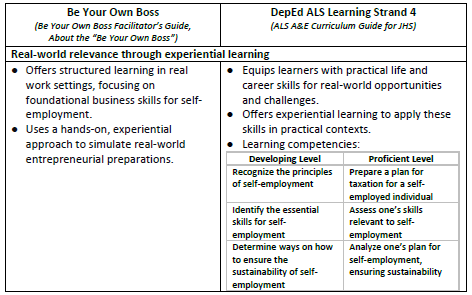 Be Your Own Boss
(Be Your Own Boss Facilitator's Guide,
About the "Be Your Own Boss")
DepEd ALS Learning Strand 4
(ALS A&E Curriculum Guide for JHS)
Real-world relevance through experiential learning
● Offers structured learning in real
work settings, focusing on
foundational business skills for self-
employment.
● Uses a hands-on, experiential
approach to simulate real-world
entrepreneurial preparations.
● Equips learners with practical life and
career skills for real-world opportunities
and challenges.
● Offers experiential learning to apply these
skills in practical contexts.
● Learning competencies:
Developing Level
Proficient Level
Recognize the principles
of self-employment
Prepare a plan for
taxation for a self-
employed individual
Identify the essential
skills for self-
employment
Assess one's skills
relevant to self-
employment
Determine ways on how
to ensure the
sustainability of self-
employment
Analyze one's plan for
self-employment,
ensuring sustainability